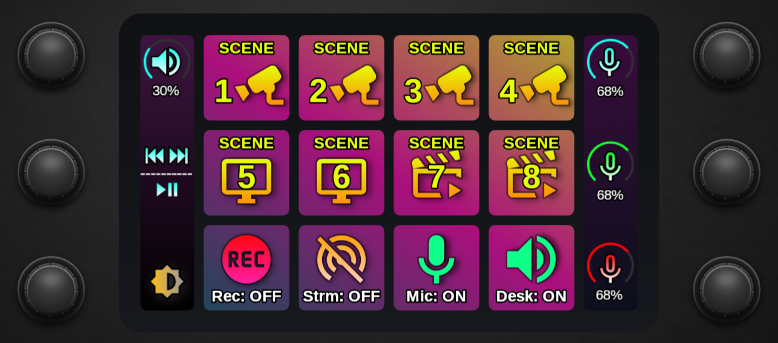 SCENE
SCENE
SCENE
SCENE
30%
1
2
3
4
68%
SCENE
SCENE
SCENE
SCENE
5
6
7
8
68%
REC
Rec: OFF
Strm: OFF
Mic: ON
Desk: ON
68%